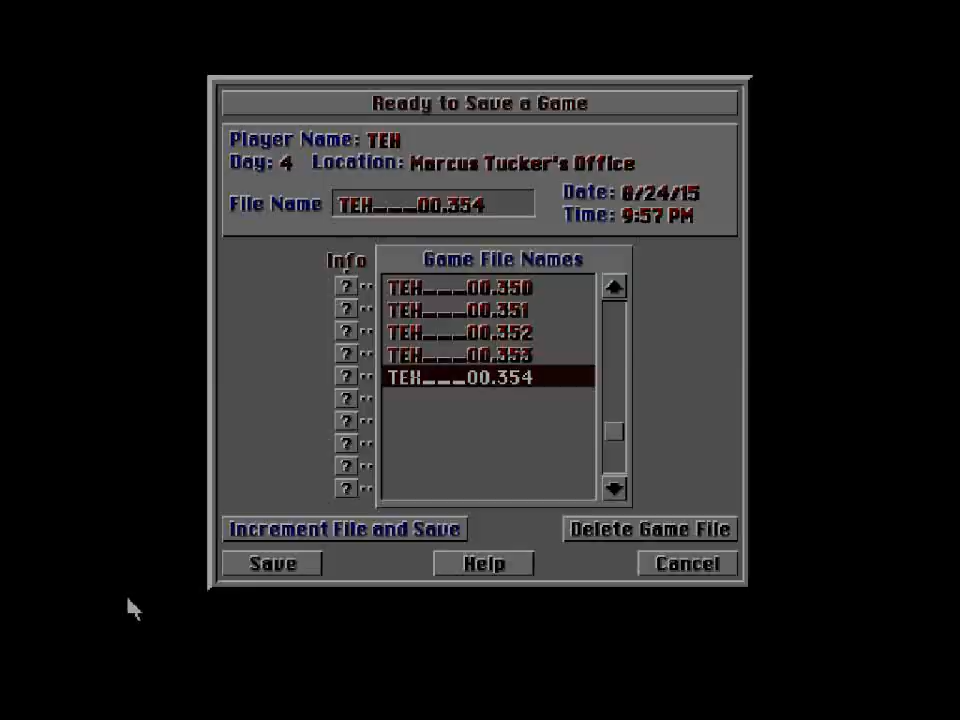 Ready to Save a Game
Player Name: TEH
Day: 4 Location: Marcus Tucker's Office
File Name TEH___00.354
Date: 8/24/15
Time: 9:57 PM
Info Game File Names
? TEH___00.350
? TEH___00.351
? TEH___00.352
? TEH___00.353
? TEH___00.354
?
?
?
?
?
Increment File and Save Delete Game File
Save Help Cancel